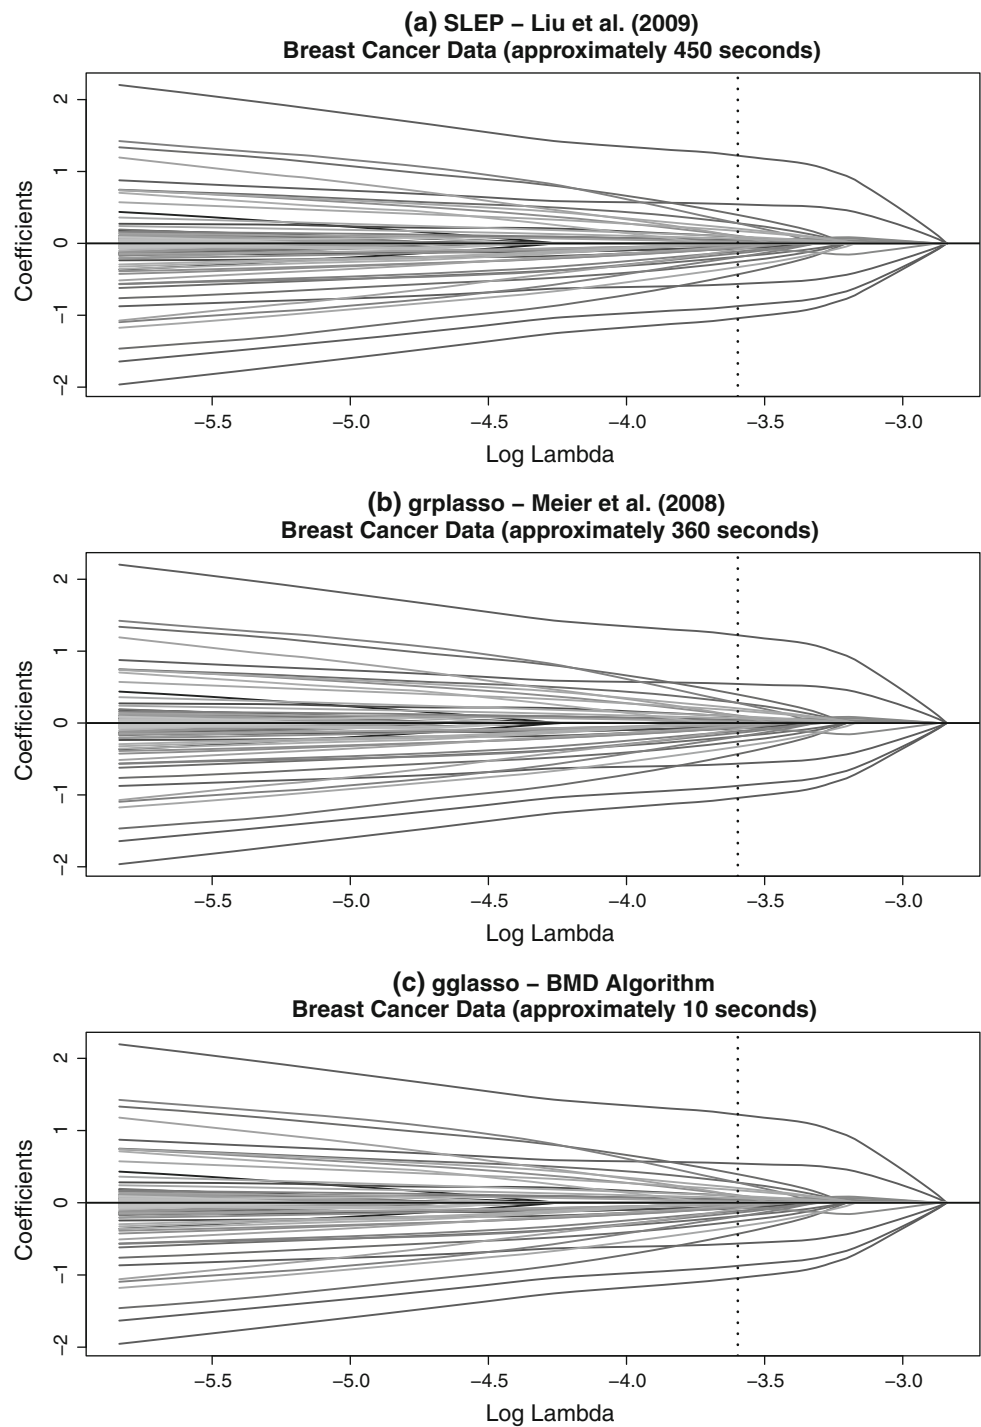 (a) SLEP – Liu et al. (2009)
Breast Cancer Data (approximately 450 seconds)
2
1
0
−1
−2
Coefficients
−5.5 −5.0 −4.5 −4.0 −3.5 −3.0
Log Lambda
(b) grplasso – Meier et al. (2008)
Breast Cancer Data (approximately 360 seconds)
2
1
0
−1
−2
Coefficients
−5.5 −5.0 −4.5 −4.0 −3.5 −3.0
Log Lambda
(c) gglasso – BMD Algorithm
Breast Cancer Data (approximately 10 seconds)
2
1
0
−1
−2
Coefficients
−5.5 −5.0 −4.5 −4.0 −3.5 −3.0
Log Lambda